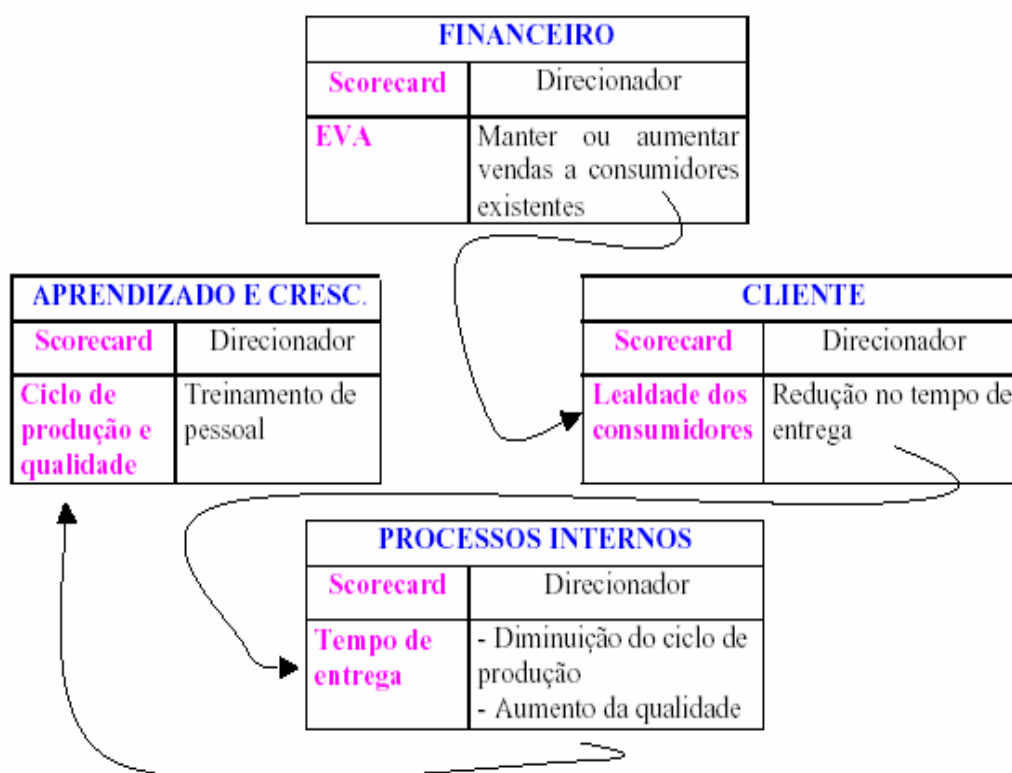 FINANCEIRO
Scorecard
Direcionador
EVA
Manter ou aumentar
vendas a consumidores
existentes
APRENDIZADO E CRESC.
Scorecard
Direcionador
Ciclo de
produção e
qualidade
Treinamento de
pessoal
CLIENTE
Scorecard
Direcionador
Lealdade dos
consumidores
Redução no tempo de
entrega
PROCESSOS INTERNOS
Scorecard
Direcionador
Tempo de
entrega
- Diminuição do ciclo de
produção
- Aumento da qualidade